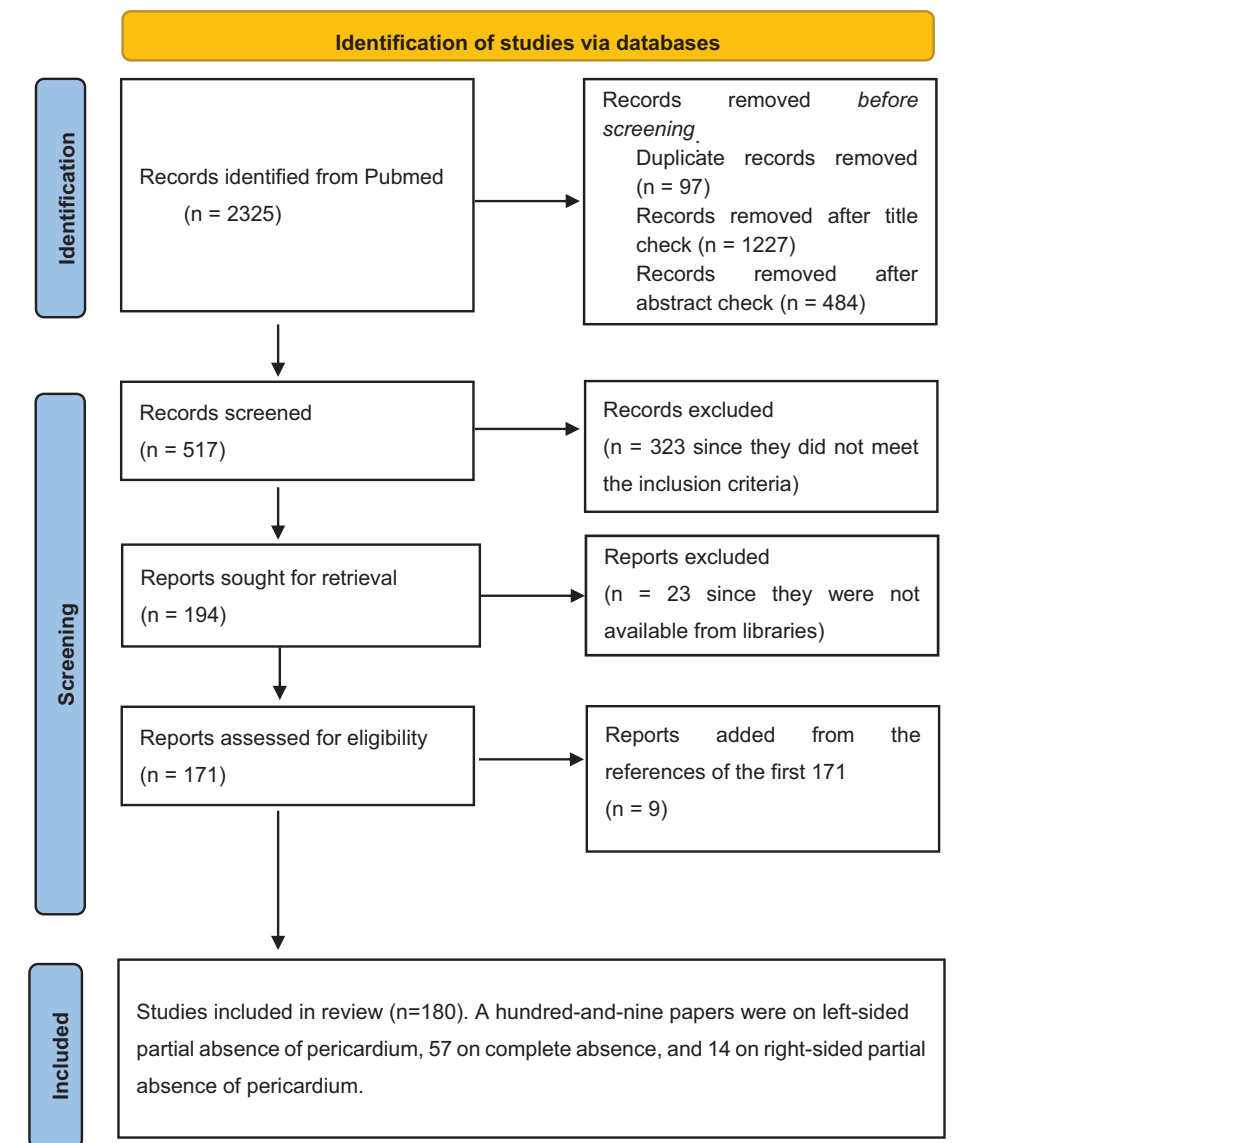 Identification of studies via databases
Identification
Records identified from Pubmed
(n = 2325)
Records removed before
screening.
Duplicate records removed
(n = 97)
Records removed after title
check (n = 1227)
Records removed after
abstract check (n = 484)
Screening
Records screened
(n = 517)
Records excluded
(n = 323 since they did not meet
the inclusion criteria)
Reports sought for retrieval
(n = 194)
Reports excluded
(n = 23 since they were not
available from libraries)
Reports assessed for eligibility
(n = 171)
Reports added from the
references of the first 171
(n = 9)
Included
Studies included in review (n=180). A hundred-and-nine papers were on left-sided
partial absence of pericardium, 57 on complete absence, and 14 on right-sided partial
absence of pericardium.